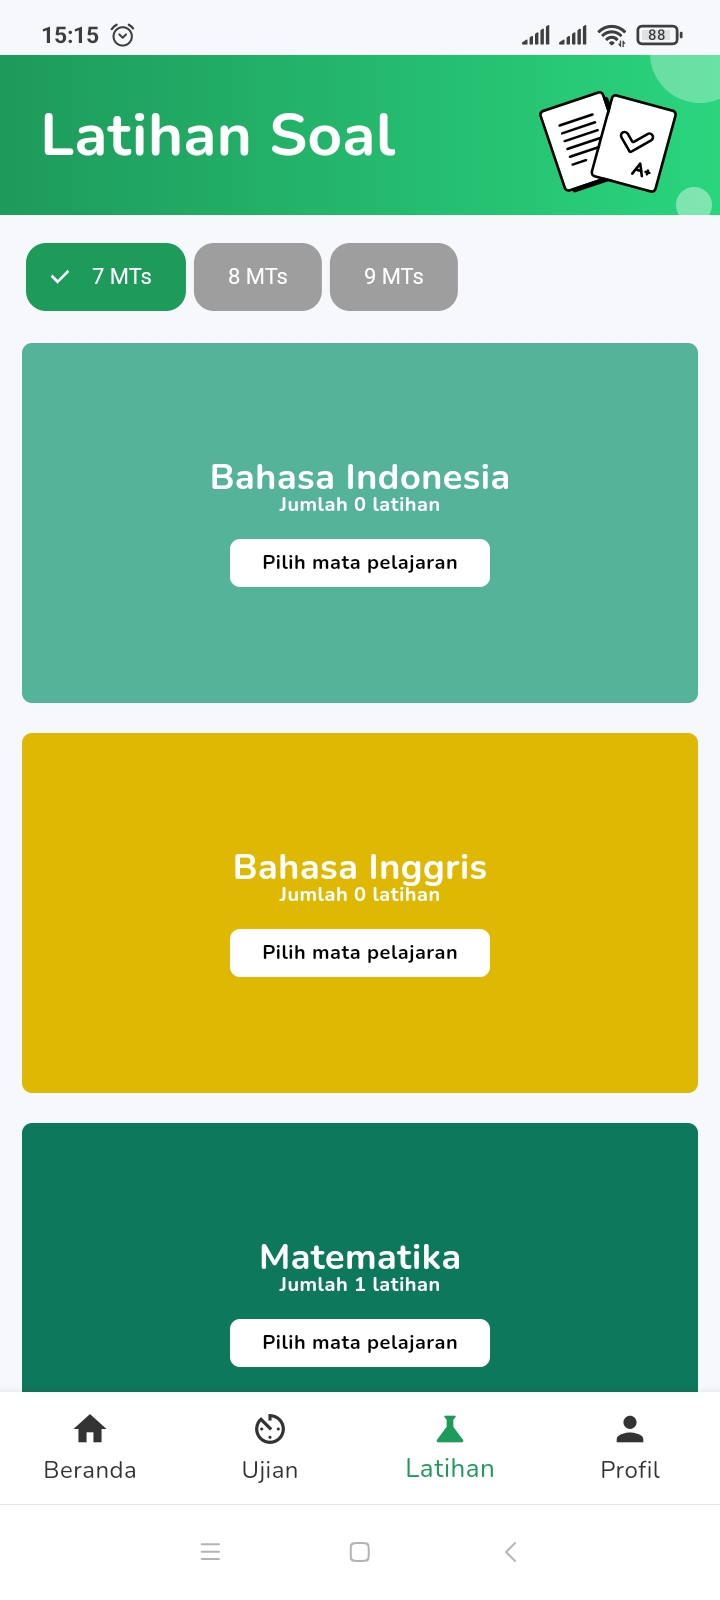 15:15
88
Latihan Soal
A+
7 MTs
8 MTs
9 MTs
Bahasa Indonesia
Jumlah 0 latihan
Pilih mata pelajaran
Bahasa Inggris
Jumlah 0 latihan
Pilih mata pelajaran
Matematika
Jumlah 1 latihan
Pilih mata pelajaran
Beranda
Ujian
Latihan
Profil